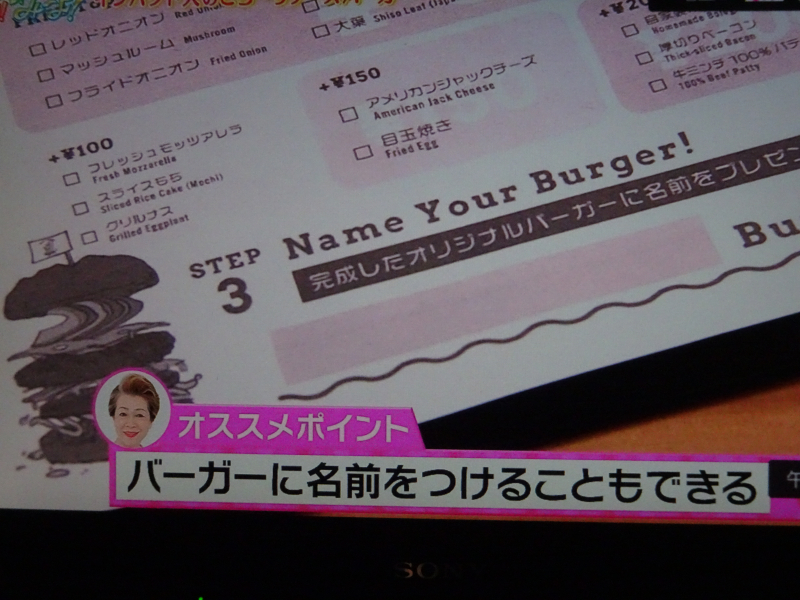 レッドオニオン Red Onion
マッシュルーム Mushroom
フライドオニオン Fried Onion
大葉 Shiso Leaf
+¥150
アメリカンジャックチーズ
American Jack Cheese
目玉焼き
Fried Egg
Homemade
厚切りベーコン
Thick-sliced Bacon
牛ミンチ 100% パテ
100% Beef Patty
+¥100
フレッシュモッツァレラ
Fresh Mozzarella
スライスもち
Sliced Rice Cake (Mochi)
グリルナス
Grilled Eggplant
STEP
3
Name Your Burger!
完成したオリジナルバーガーに名前をプレゼン
Bu
オススメポイント
バーガーに名前をつけることもできる
午
SONY